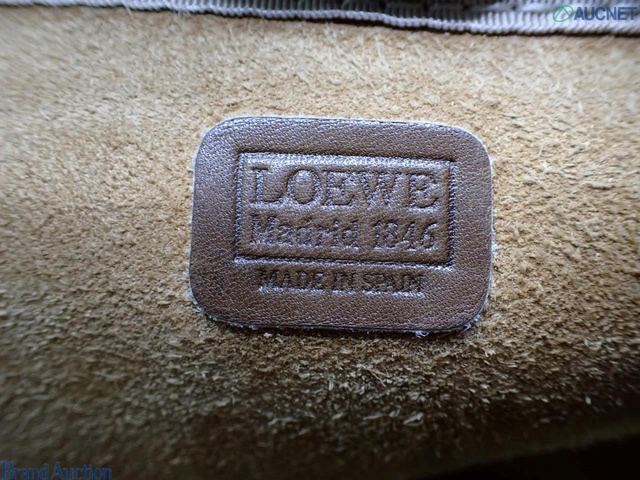 AUCNET
LOEWE
Madrid 1846
MADE IN SPAIN
Brand Auction